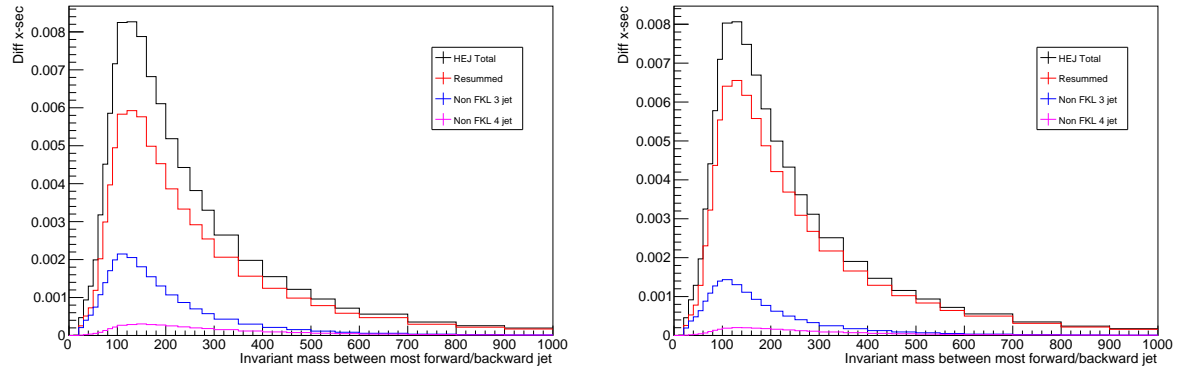 Diff x-sec
0.008
0.007
0.006
0.005
0.004
0.003
0.002
0.001
0
HEJ Total
Resummed
Non FKL 3 jet
Non FKL 4 jet
0 100 200 300 400 500 600 700 800 900 1000
Invariant mass between most forward/backward jet
Diff x-sec
0.008
0.007
0.006
0.005
0.004
0.003
0.002
0.001
0
HEJ Total
Resummed
Non FKL 3 jet
Non FKL 4 jet
0 100 200 300 400 500 600 700 800 900 1000
Invariant mass between most forward/backward jet